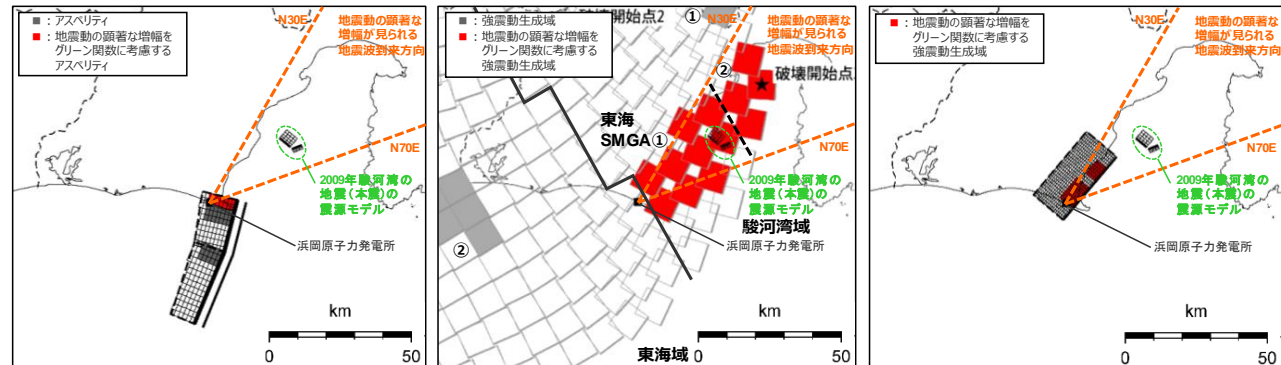 ■：アスペリティ
■：地震動の顕著な増幅を
グリーン関数に考慮する
アスペリティ
N30E
地震動の顕著な
増幅が見られる
地震波到来方向
N70E
2009年駿河湾の
地震（本震）の
震源モデル
浜岡原子力発電所
km
0
50
■：強震動生成域
■：地震動の顕著な増幅を
グリーン関数に考慮する
強震動生成域
破壊開始点2
①
N30E
地震動の顕著な
増幅が見られる
地震波到来方向
②
破壊開始点
東海
SMGA①
N70E
2009年駿河湾の
地震（本震）の
震源モデル
駿河湾域
浜岡原子力発電所
②
km
0
50
東海域
■：地震動の顕著な増幅を
グリーン関数に考慮する
強震動生成域
N30E
地震動の顕著な
増幅が見られる
地震波到来方向
N70E
2009年駿河湾の
地震（本震）の
震源モデル
浜岡原子力発電所
km
0
50